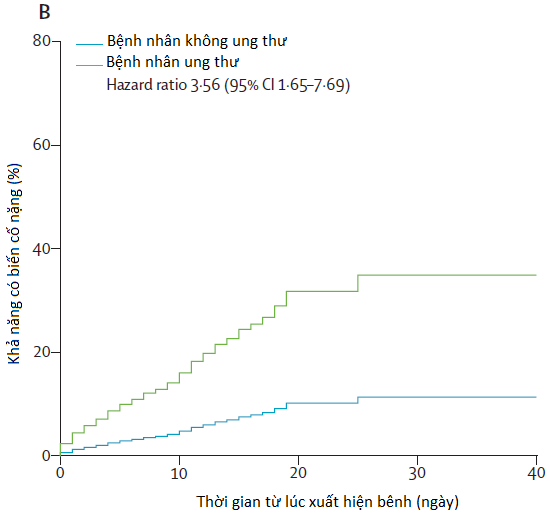 B
80
60
40
20
0
Bệnh nhân không ung thư
Bệnh nhân ung thư
Hazard ratio 3·56 (95% CI 1·65–7·69)
Khả năng có biến cố nặng (%)
0 10 20 30 40
Thời gian từ lúc xuất hiện bênh (ngày)